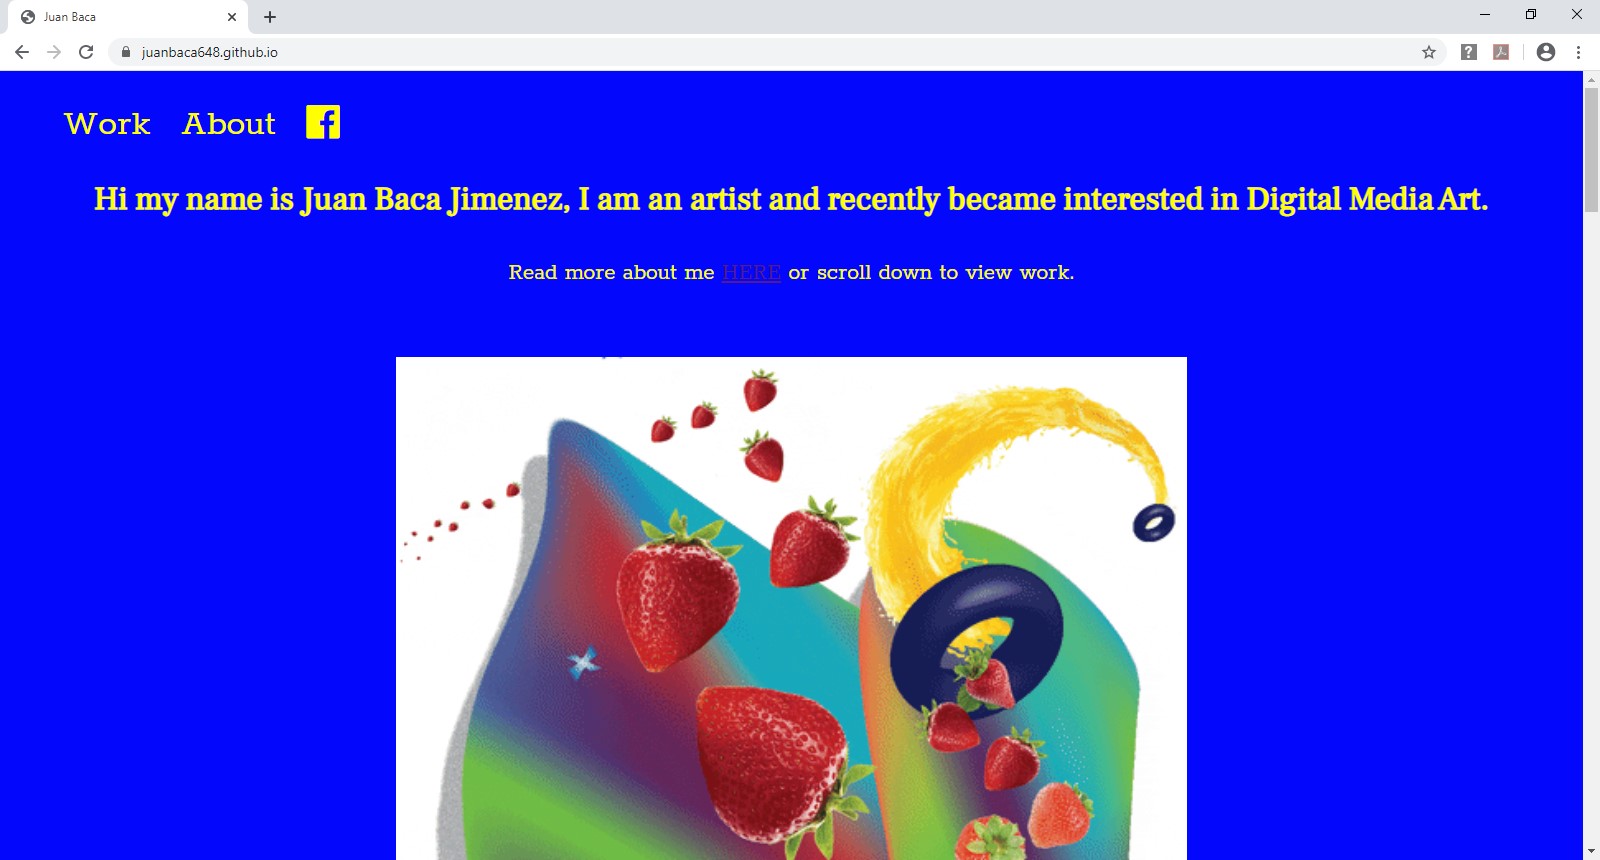 Juan Baca
juanbaca648.github.io
Work About
Hi my name is Juan Baca Jimenez, I am an artist and recently became interested in Digital Media Art.
Read more about me HERE or scroll down to view work.